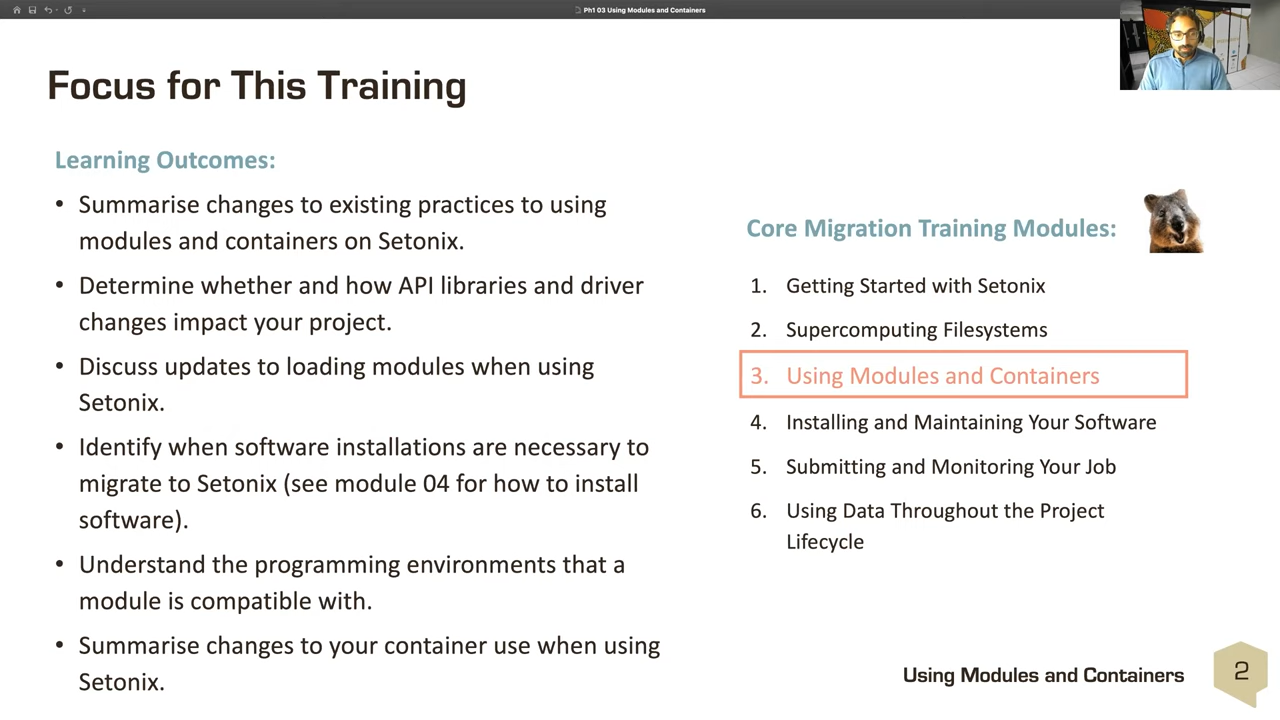 Ph1 03 Using Modules and Containers
Focus for This Training
Learning Outcomes:
• Summarise changes to existing practices to using
modules and containers on Setonix.
• Determine whether and how API libraries and driver
changes impact your project.
• Discuss updates to loading modules when using
Setonix.
• Identify when software installations are necessary to
migrate to Setonix (see module 04 for how to install
software).
• Understand the programming environments that a
module is compatible with.
• Summarise changes to your container use when using
Setonix.
Core Migration Training Modules:
1. Getting Started with Setonix
2. Supercomputing Filesystems
3. Using Modules and Containers
4. Installing and Maintaining Your Software
5. Submitting and Monitoring Your Job
6. Using Data Throughout the Project
Lifecycle
Using Modules and Containers
2